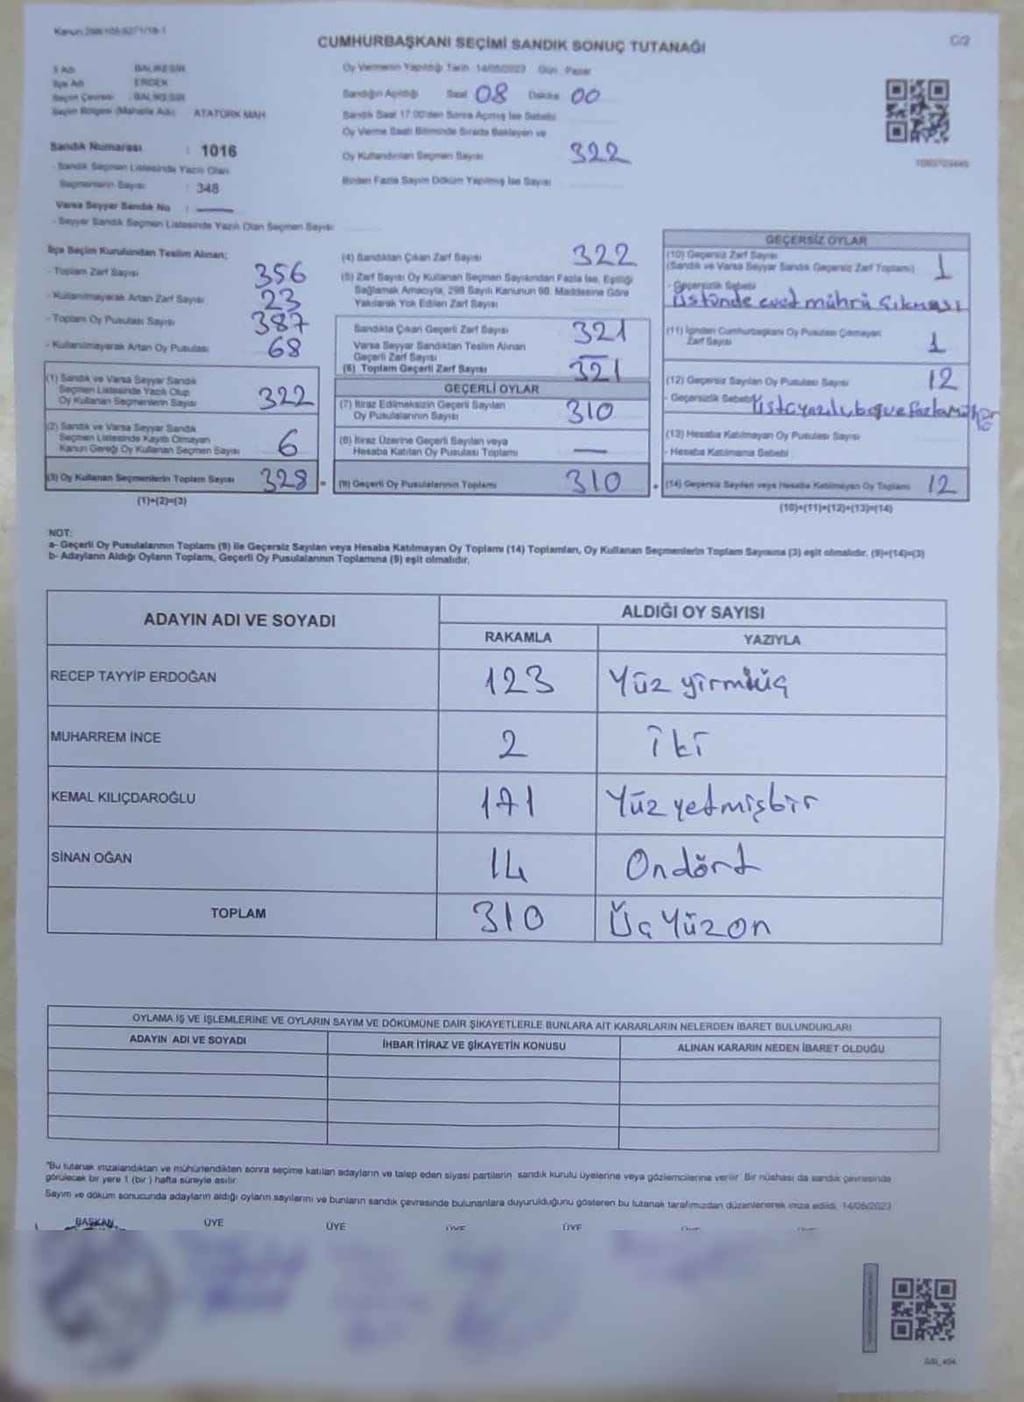 CUMHURBAŞKANI SEÇİMİ SANDIK SONUÇ TUTANAĞI
İl Adı BALIKESİR
İlçe Adı ERDEK
Seçim Çevresi BALIKESİR
Seçim Bölgesi (Mahalle Adı) ATATÜRK MAH
Sandık Numarası : 1016
- Sandık Seçmen Listesinde Yazılı Olan
Seçmenlerin Sayısı : 348
Varsa Seyyar Sandık No :
- Seyyar Sandık Seçmen Listesinde Yazılı Olan Seçmen Sayısı
Oy Vermenin Yapıldığı Tarih 14/05/2023 Gün Pazar
Sandığın Açıldığı Saat 08 Dakika 00
Sandık Saat 17.00'den Sonra Açılmış İse Sebebi
Oy Verme Saati Bitiminde Sırada Bekleyen ve
Oy Kullandırılan Seçmen Sayısı 322
Birden Fazla Sayım Döküm Yapılmış İse Sayısı
İlçe Seçim Kurulundan Teslim Alınan;
- Toplam Zarf Sayısı 356
- Kullanılmayarak Artan Zarf Sayısı 23
- Toplam Oy Pusulası Sayısı 387
- Kullanılmayarak Artan Oy Pusulası 68
(1) Sandık ve Varsa Seyyar Sandık
Seçmen Listesinde Yazılı Olup
Oy Kullanan Seçmenlerin Sayısı 322
(2) Sandık ve Varsa Seyyar Sandık
Seçmen Listesinde Kayıtlı Olmayan
Kanun Gereği Oy Kullanan Seçmen Sayısı 6
(3) Oy Kullanan Seçmenlerin Toplam Sayısı 328 =
(1)+(2)=(3)
(4) Sandıktan Çıkan Zarf Sayısı 322
(5) Zarf Sayısı Oy Kullanan Seçmen Sayısından Fazla İse, Eşitliği
Sağlamak Amacıyla, 298 Sayılı Kanunun 98. Maddesine Göre
Yakılarak Yok Edilen Zarf Sayısı
Sandıkta Çıkan Geçerli Zarf Sayısı 321
Varsa Seyyar Sandıktan Teslim Alınan
Geçerli Zarf Sayısı
(6) Toplam Geçerli Zarf Sayısı 321
GEÇERLİ OYLAR
(7) İtiraz Edilmeksizin Geçerli Sayılan
Oy Pusulalarının Sayısı 310
(8) İtiraz Üzerine Geçerli Sayılan veya
Hesaba Katılan Oy Pusulası Toplamı —
(9) Geçerli Oy Pusulalarının Toplamı 310 +
GEÇERSİZ OYLAR
(10) Geçersiz Zarf Sayısı
(Sandık ve Varsa Seyyar Sandık Geçersiz Zarf Toplamı) 1
- Geçersizlik Sebebi
Üstünde evet mührü çıkması
(11) İçinden Cumhurbaşkanı Oy Pusulası Çıkmayan
Zarf Sayısı 1
(12) Geçersiz Sayılan Oy Pusulası Sayısı 12
- Geçersizlik Sebebi
(13) Hesaba Katılmayan Oy Pusulası Sayısı
- Hesaba Katılmama Sebebi
(14) Geçersiz Sayılan veya Hesaba Katılmayan Oy Toplamı 12
(10)+(11)+(12)+(13)=(14)
NOT:
a- Geçerli Oy Pusulalarının Toplamı (9) ile Geçersiz Sayılan veya Hesaba Katılmayan Oy Toplamı (14) Toplamları, Oy Kullanan Seçmenlerin Toplam Sayısına (3) eşit olmalıdır. (9)+(14)=(3)
b- Adayların Aldığı Oyların Toplamı, Geçerli Oy Pusulalarının Toplamına (9) eşit olmalıdır.
ADAYIN ADI VE SOYADI ALDIĞI OY SAYISI
RAKAMLA YAZIYLA
RECEP TAYYİP ERDOĞAN 123 Yüz yirmiüç
MUHARREM İNCE 2 İki
KEMAL KILIÇDAROĞLU 171 Yüz yetmişbir
SİNAN OĞAN 14 Ondört
TOPLAM 310 Üç Yüzon
OYLAMA İŞ VE İŞLEMLERİNE VE OYLARIN SAYIM VE DÖKÜMÜNE DAİR ŞİKAYETLERLE BUNLARA AİT KARARLARIN NELERDEN İBARET BULUNDUKLARI
ADAYIN ADI VE SOYADI İHBAR İTİRAZ VE ŞİKAYETİN KONUSU ALINAN KARARIN NEDEN İBARET OLDUĞU
"Bu tutanak imzalandıktan ve mühürlendikten sonra seçime katılan adayların ve talep eden siyasi partilerin sandık kurulu üyelerine veya gözlemcilerine verilir. Bir nüshası da sandık çevresinde
görülecek bir yere 1 (bir) hafta süreyle asılır.
Sayım ve döküm sonucunda adayların aldığı oyların sayılarını ve bunların sandık çevresinde bulunanlara duyurulduğunu gösteren bu tutanak tarafımızdan düzenlenerek imza edildi. 14/05/2023
BAŞKAN ÜYE ÜYE ÜYE ÜYE